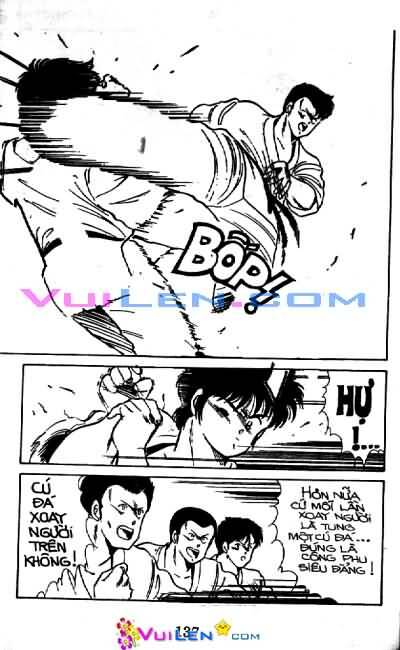 BỐP!
VuiLen.com
HỰ
!...
CÚ
ĐÁ
XOAY
NGƯỜI
TRÊN
KHÔNG!
HƠN NỮA
CỨ MỖI LẦN
XOAY NGƯỜI
LÀ TUNG
MỘT CÚ ĐÁ...
ĐÚNG LÀ
CÔNG PHU
SIÊU ĐẲNG!
137
VuiLen.com